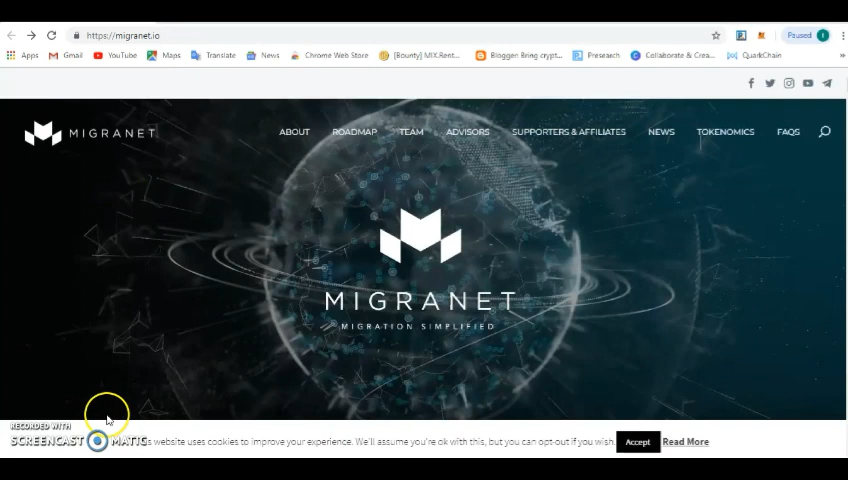 https://migranet.io
Paused
Apps Gmail YouTube Maps Translate News Chrome Web Store [Bounty] MIX.Rent... Blogger: Bring crypt... Presearch Collaborate & Crea... QuarkChain »
MIGRANET ABOUT ROADMAP TEAM ADVISORS SUPPORTERS & AFFILIATES NEWS TOKENOMICS FAQS
MIGRANET
MIGRATION SIMPLIFIED
RECORDED WITH
SCREENCAST MATIC
s website uses cookies to improve your experience. We'll assume you're ok with this, but you can opt-out if you wish. Accept Read More